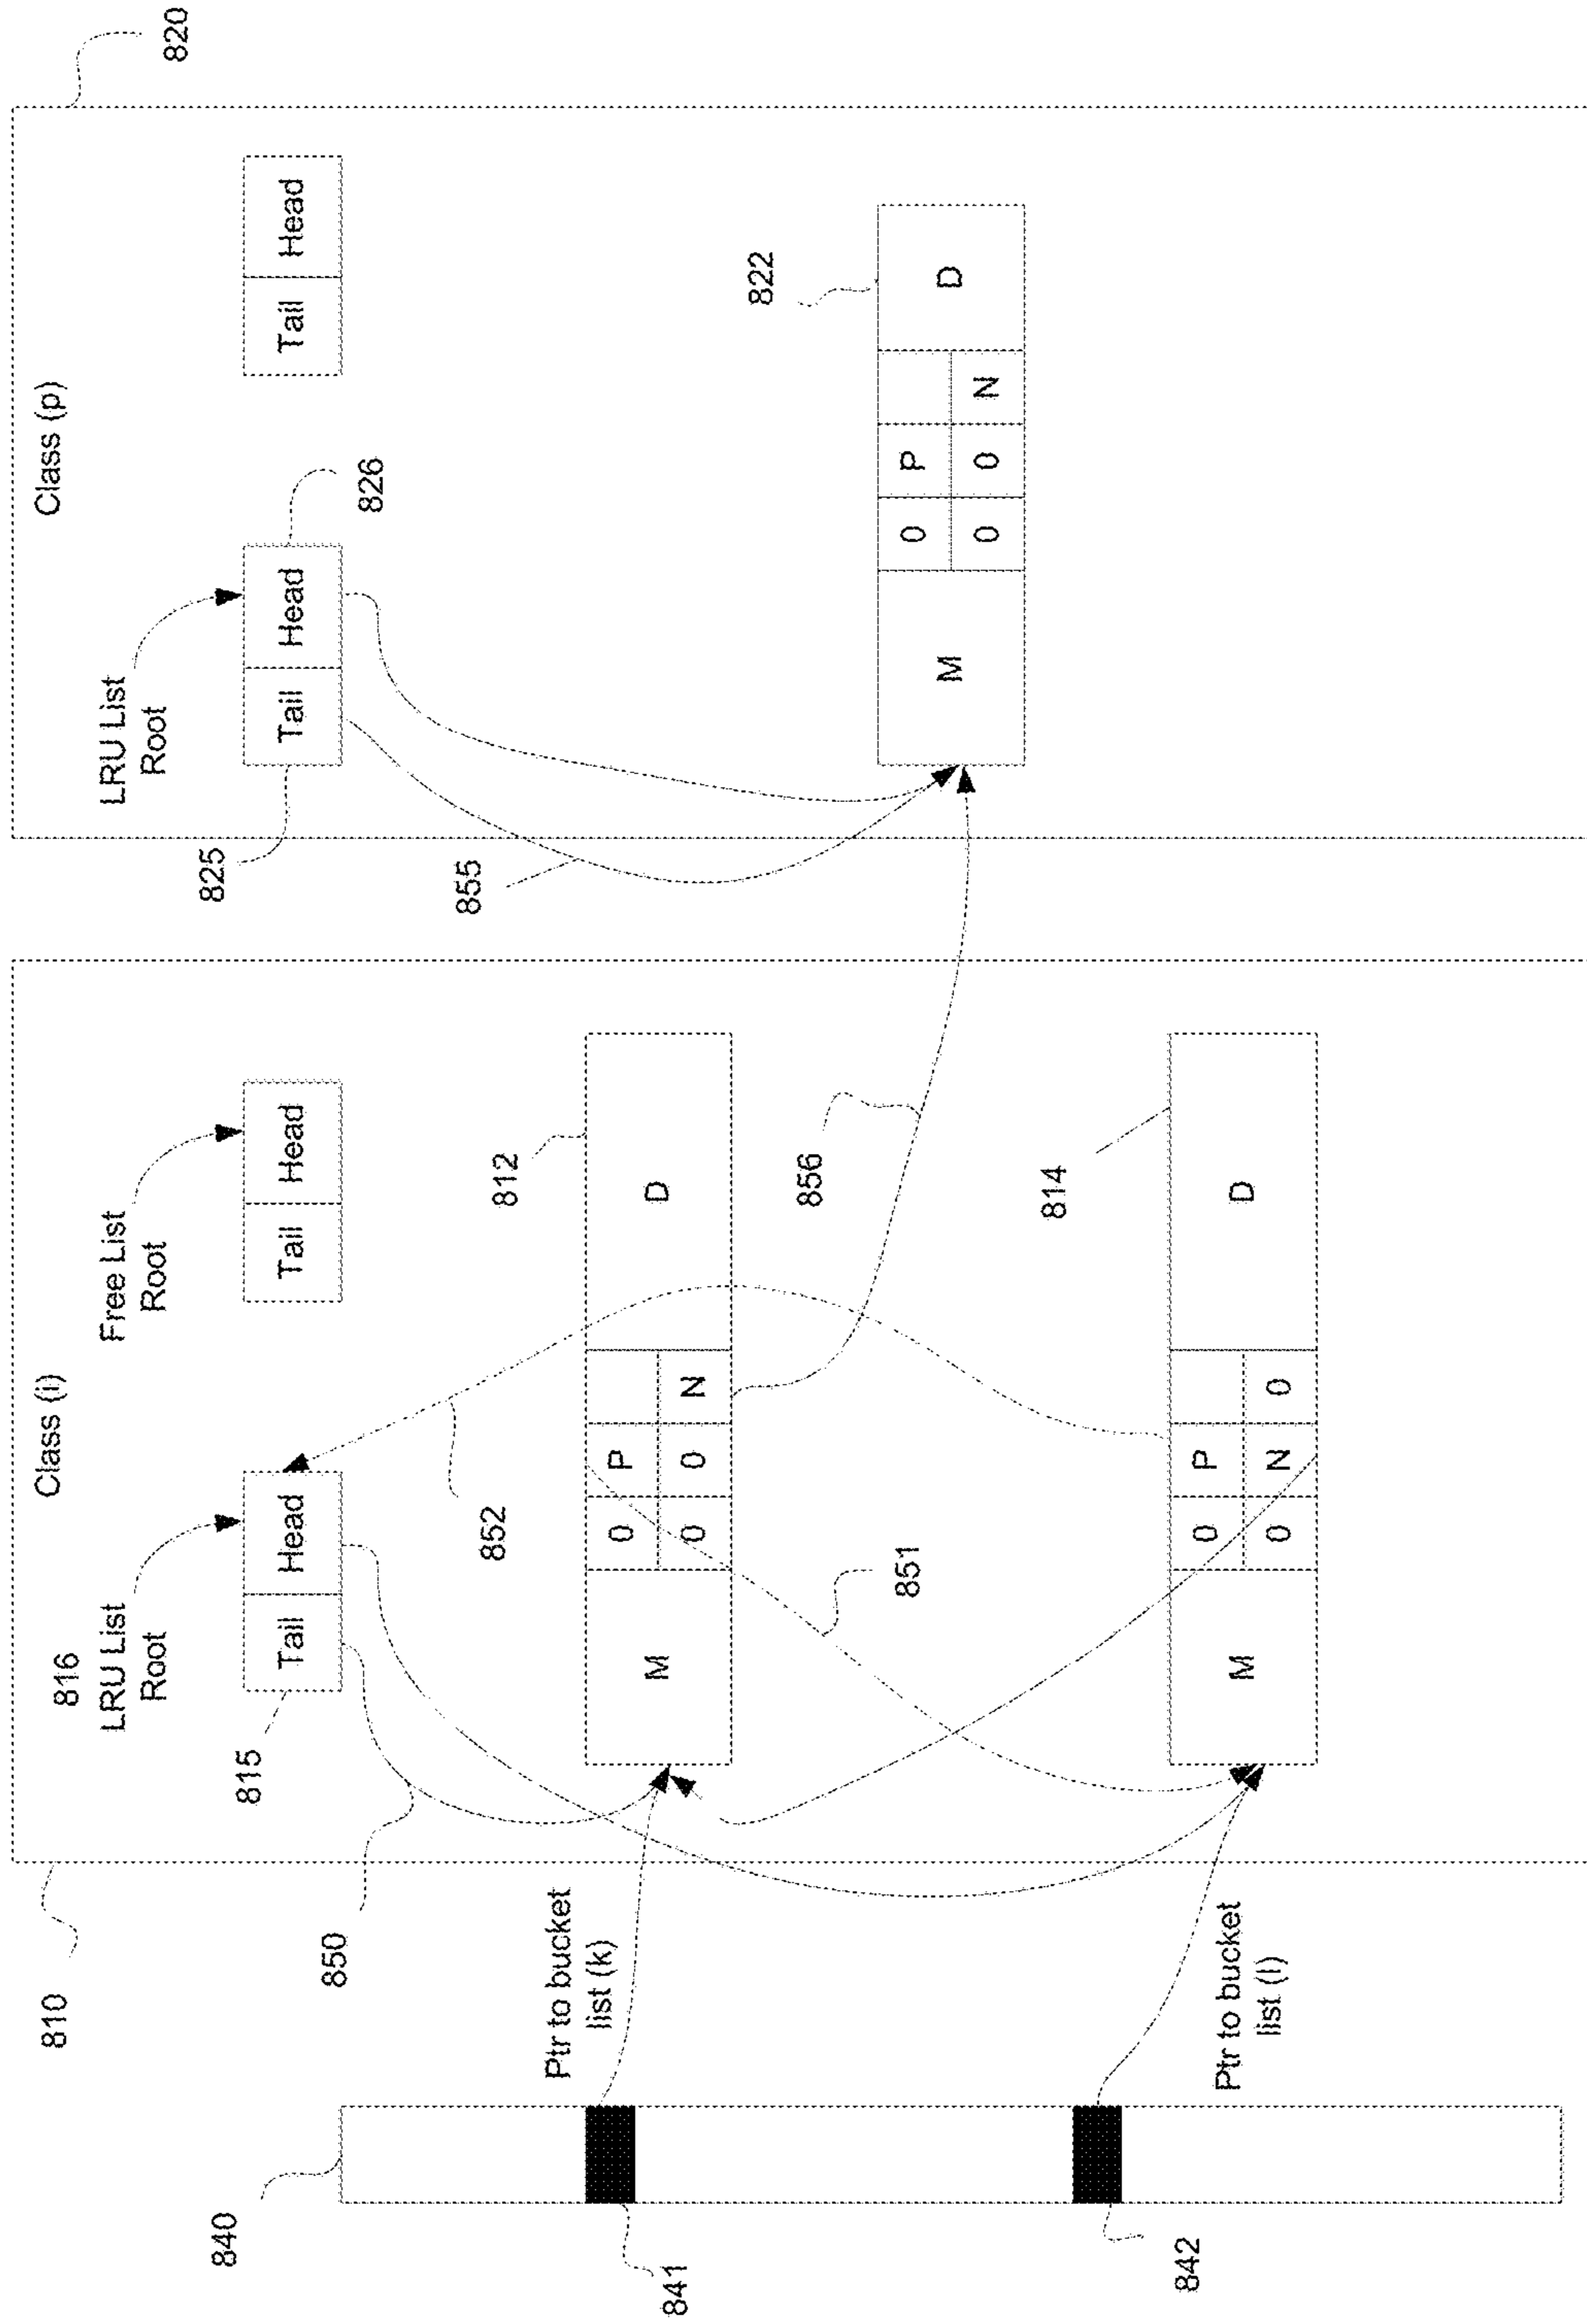 810
Class (i)
Class (p)
820
816
LRU List
Root
Free List
Root
LRU List
Root
840
815
Tail
Head
Tail
Head
825
Tail
Head
Tail
Head
850
826
855
852
812
841
Ptr to bucket
list (k)
M
0
P
0
0
N
D
822
856
851
M
0
P
0
0
N
D
814
842
Ptr to bucket
list (l)
M
0
P
0
N
0
D